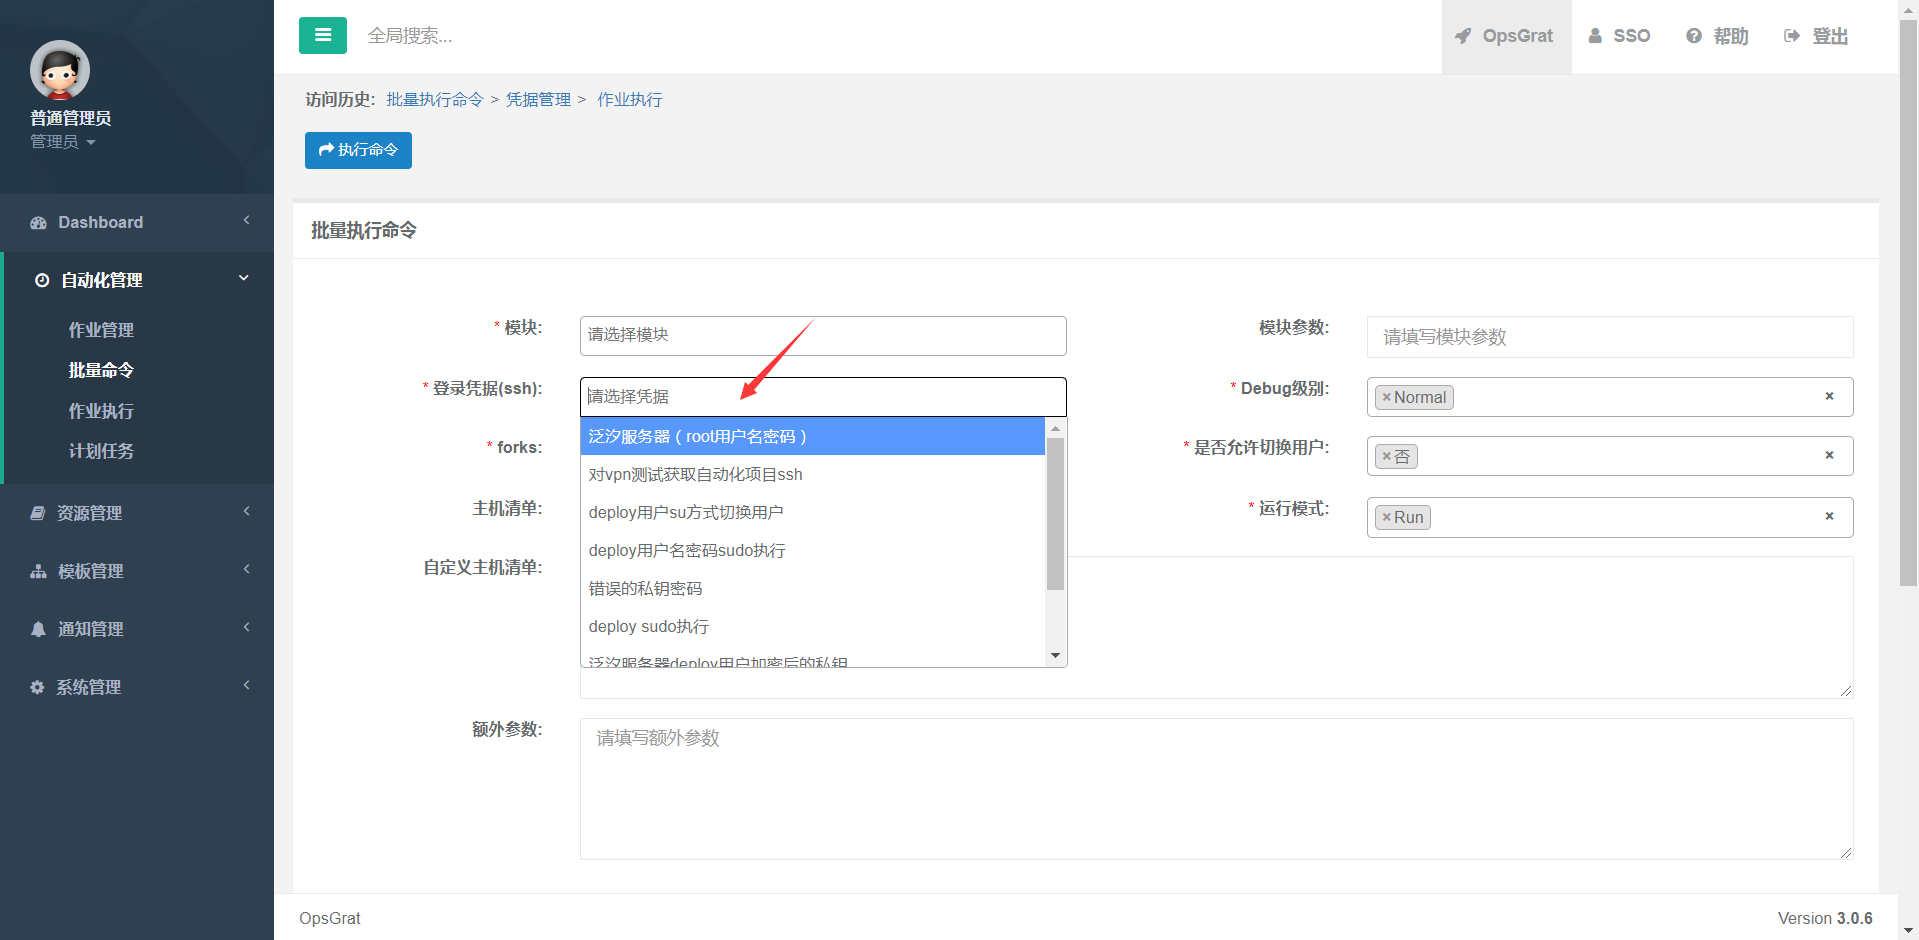 普通管理员
管理员
Dashboard
自动化管理
作业管理
批量命令
作业执行
计划任务
资源管理
模板管理
通知管理
系统管理
全局搜索...
OpsGrat
SSO
帮助
登出
访问历史: 批量执行命令 > 凭据管理 > 作业执行
执行命令
批量执行命令
* 模块:
请选择模块
模块参数:
请填写模块参数
* 登录凭据(ssh):
请选择凭据
* Debug级别:
×Normal ×
泛汐服务器（root用户名密码）
对vpn测试获取自动化项目ssh
deploy用户su方式切换用户
deploy用户名密码sudo执行
错误的私钥密码
deploy sudo执行
泛汐服务器deploy用户加密后的私钥
* forks:
* 是否允许切换用户:
×否 ×
主机清单:
* 运行模式:
×Run ×
自定义主机清单:
额外参数:
请填写额外参数
OpsGrat
Version 3.0.6